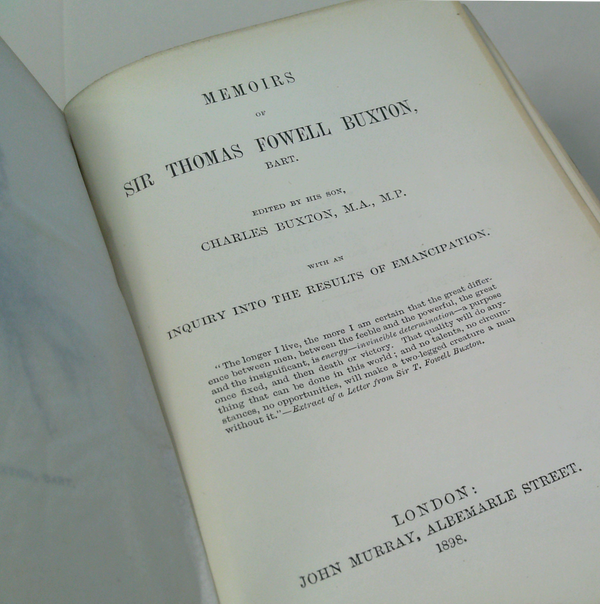 MEMOIRS
OF
SIR THOMAS FOWELL BUXTON,
BART.
EDITED BY HIS SON,
CHARLES BUXTON, M.A., M.P.
WITH AN
INQUIRY INTO THE RESULTS OF EMANCIPATION.
"The longer I live, the more I am certain that the great differ-
ence between men, between the feeble and the powerful, the great
and the insignificant, is energy—invincible determination—a purpose
once fixed, and then death or victory. That quality will do any-
thing that can be done in this world; and no talents, no circum-
stances, no opportunities, will make a two-legged creature a man
without it."—Extract of a Letter from Sir T. Fowell Buxton.
LONDON:
JOHN MURRAY, ALBEMARLE STREET.
1898.